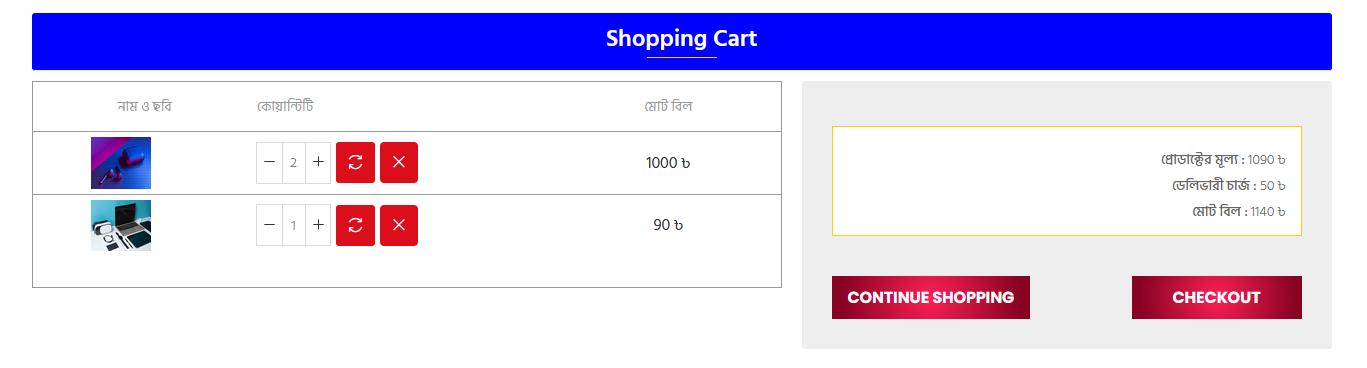 Shopping Cart
নাম ও ছবি কোয়ান্টিটি মোট বিল
2 1000 ৳
1 90 ৳
প্রোডাক্টের মূল্য : 1090 ৳
ডেলিভারী চার্জ : 50 ৳
মোট বিল : 1140 ৳
CONTINUE SHOPPING CHECKOUT